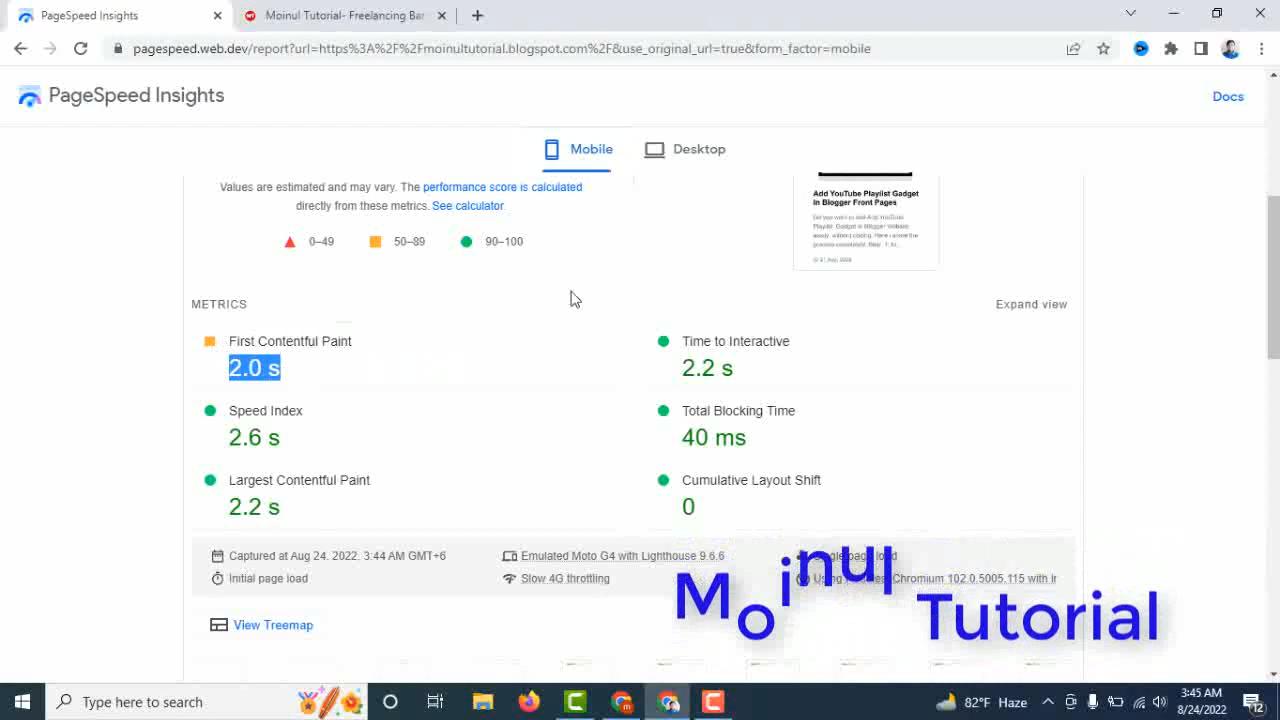 PageSpeed Insights
Moinul Tutorial- Freelancing Bar
pagespeed.web.dev/report?url=https%3A%2F%2Fmoinultutorial.blogspot.com%2F&use_original_url=true&form_factor=mobile
PageSpeed Insights
Docs
Mobile
Desktop
Values are estimated and may vary. The performance score is calculated
directly from these metrics. See calculator.
0–49
50–89
90–100
Add YouTube Playlist Gadget
in Blogger Front Pages
METRICS
Expand view
First Contentful Paint
2.0 s
Time to Interactive
2.2 s
Speed Index
2.6 s
Total Blocking Time
40 ms
Largest Contentful Paint
2.2 s
Cumulative Layout Shift
0
Captured at Aug 24, 2022, 3:44 AM GMT+6
Emulated Moto G4 with Lighthouse 9.6.6
load
Initial page load
Slow 4G throttling
Chromium 102.0.5005.115 with lr
Moinul Tutorial
View Treemap
Type here to search
82°F Haze
3:45 AM
8/24/2022
12